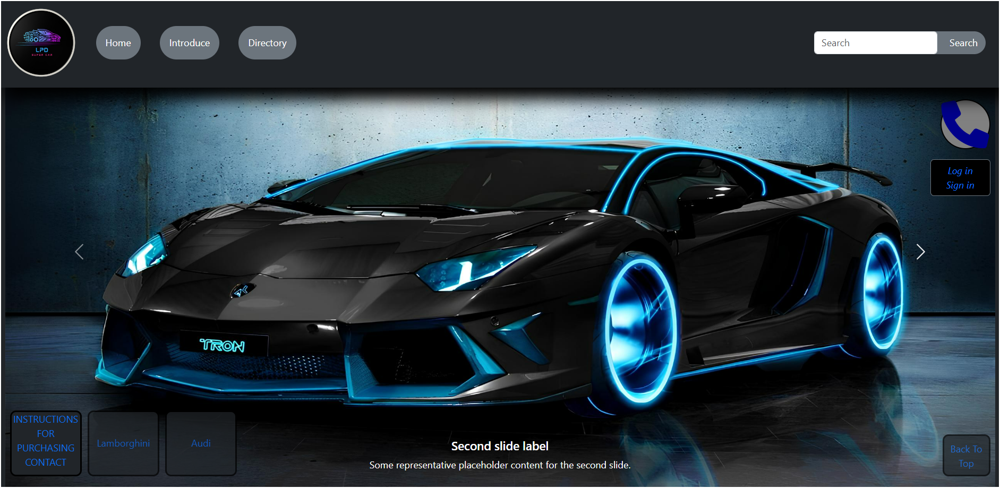 LPD
SUPER CAR
Home
Introduce
Directory
Search
Search
Log in
Sign in
TRON
INSTRUCTIONS
FOR
PURCHASING
CONTACT
Lamborghini
Audi
Second slide label
Some representative placeholder content for the second slide.
Back To
Top